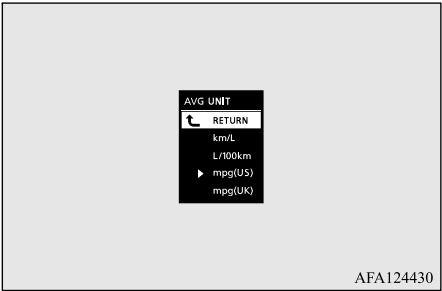 AVG UNIT
RETURN
km/L
L/100km
mpg(US)
mpg(UK)
AFA124430